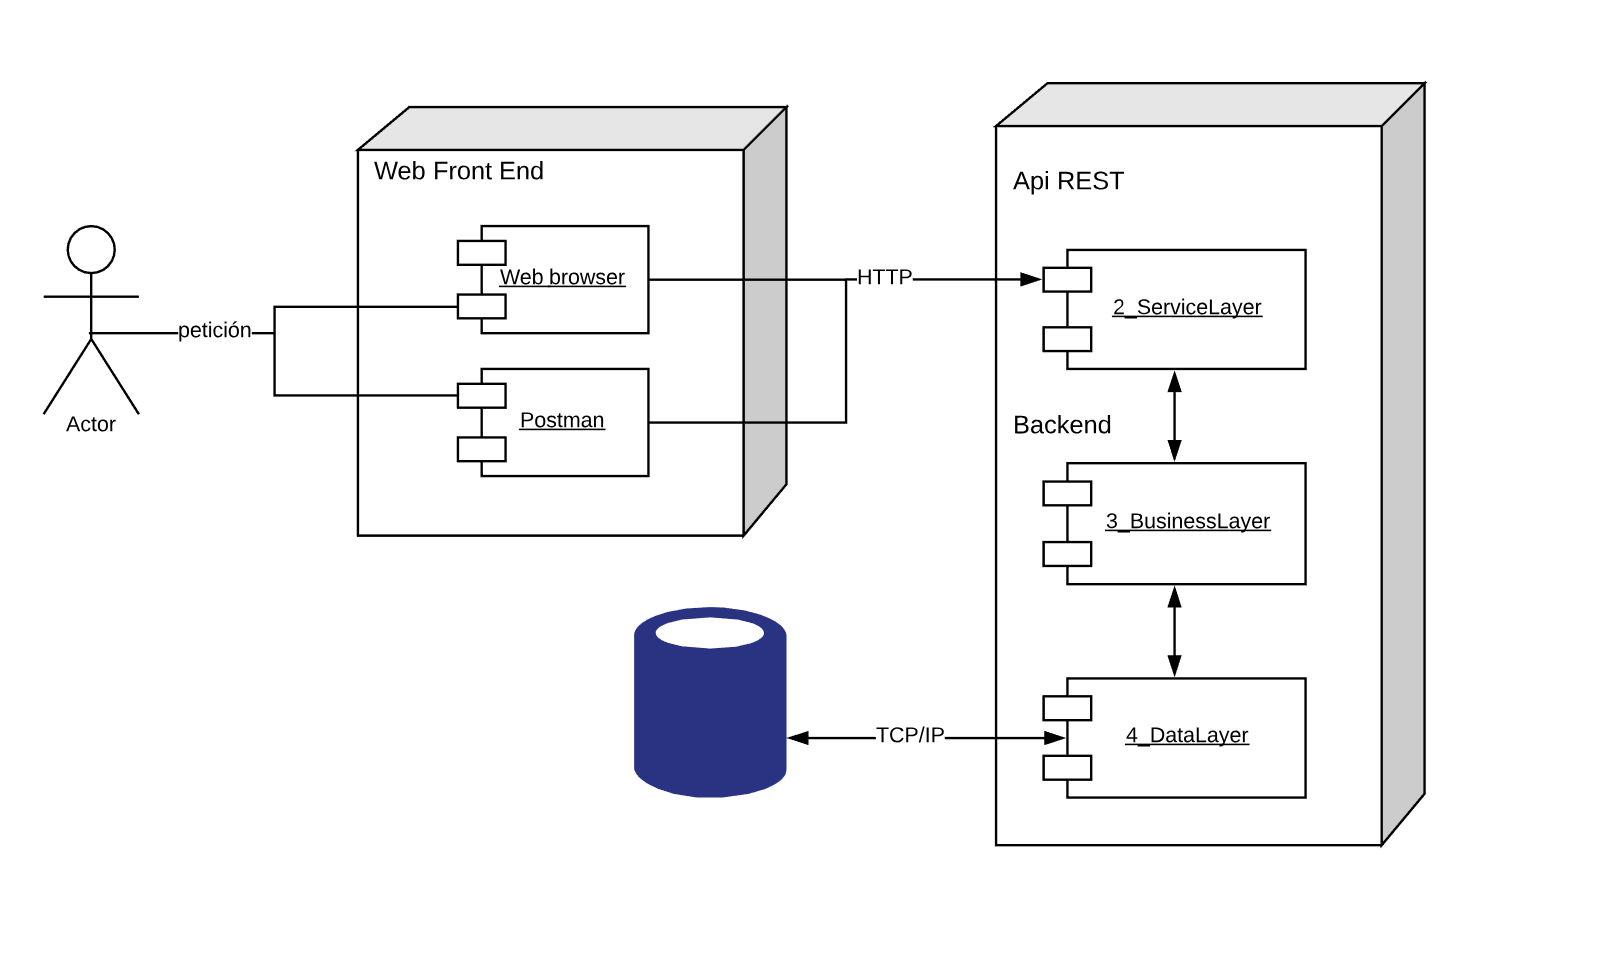 Web Front End
Api REST
Web browser
HTTP
2_ServiceLayer
petición
Postman
Actor
Backend
3_BusinessLayer
TCP/IP
4_DataLayer